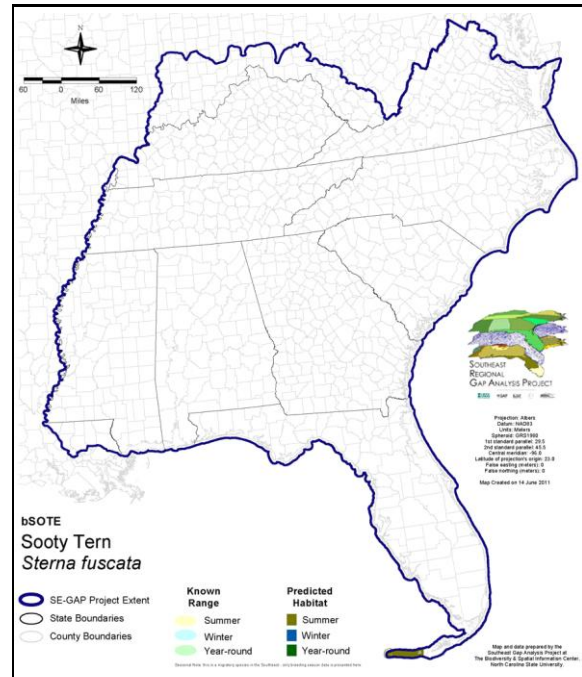 N
60 30 0 60 120
Miles
SOUTHEAST
REGIONAL
GAP ANALYSIS PROJECT
Projection: Albers
Datum: NAD83
Units: Meters
Spheroid: GRS1980
1st standard parallel: 29.5
2nd standard parallel: 45.5
Central meridian: -96.0
Latitude of projection's origin: 23.0
False easting (meters): 0
False northing (meters): 0
Map Created on 14 June 2011
bSOTE
Sooty Tern
Sterna fuscata
SE-GAP Project Extent
State Boundaries
County Boundaries
Known
Range
Summer
Winter
Year-round
Predicted
Habitat
Summer
Winter
Year-round
Map and data prepared by the
Southeast Gap Analysis Project at
The Biodiversity & Spatial Information Center,
North Carolina State University.